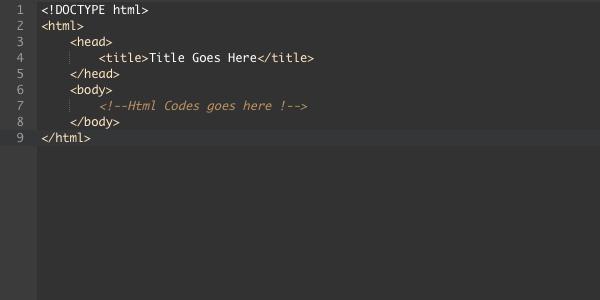 1 <!DOCTYPE html>
2 <html>
3 <head>
4 <title>Title Goes Here</title>
5 </head>
6 <body>
7 <!--Html Codes goes here !-->
8 </body>
9 </html>